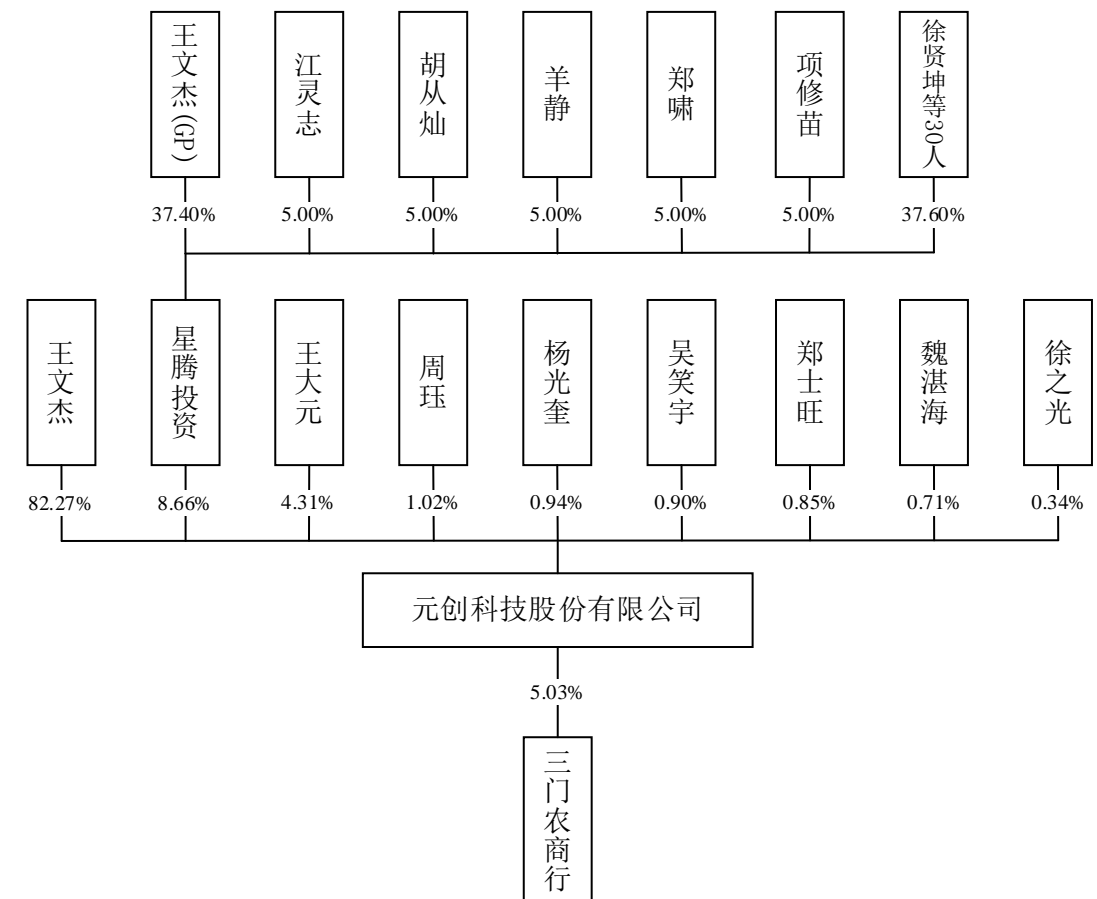 王文杰(GP)
江灵志
胡从灿
羊静
郑啸
项修苗
徐贤坤等30人
37.40%
5.00%
5.00%
5.00%
5.00%
5.00%
37.60%
王文杰
星腾投资
王大元
周珏
杨光奎
吴笑宇
郑士旺
魏湛海
徐之光
82.27%
8.66%
4.31%
1.02%
0.94%
0.90%
0.85%
0.71%
0.34%
元创科技股份有限公司
5.03%
三门农商行